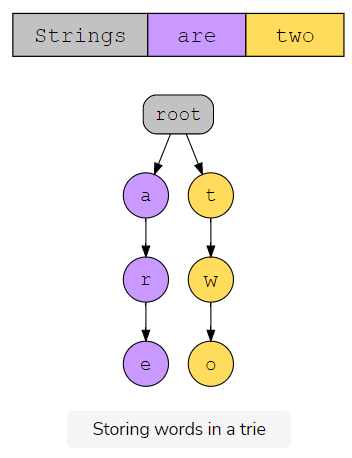 Strings are two
root
a t
r w
e o
Storing words in a trie